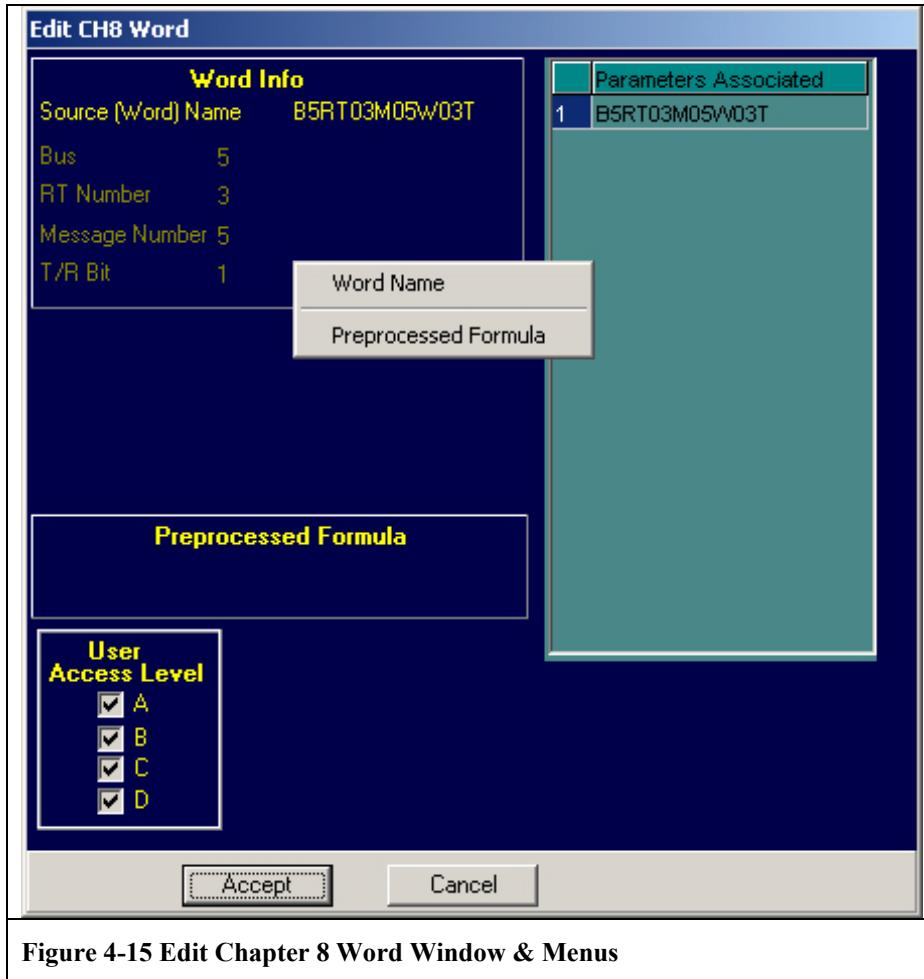 Edit CH8 Word
Word Info
Source (Word) Name B5RT03M05W03T
Bus 5
RT Number 3
Message Number 5
T/R Bit 1
Parameters Associated
1 B5RT03M05W03T
Word Name
Preprocessed Formula
Preprocessed Formula
User
Access Level
A
B
C
D
Accept Cancel
Figure 4-15 Edit Chapter 8 Word Window & Menus